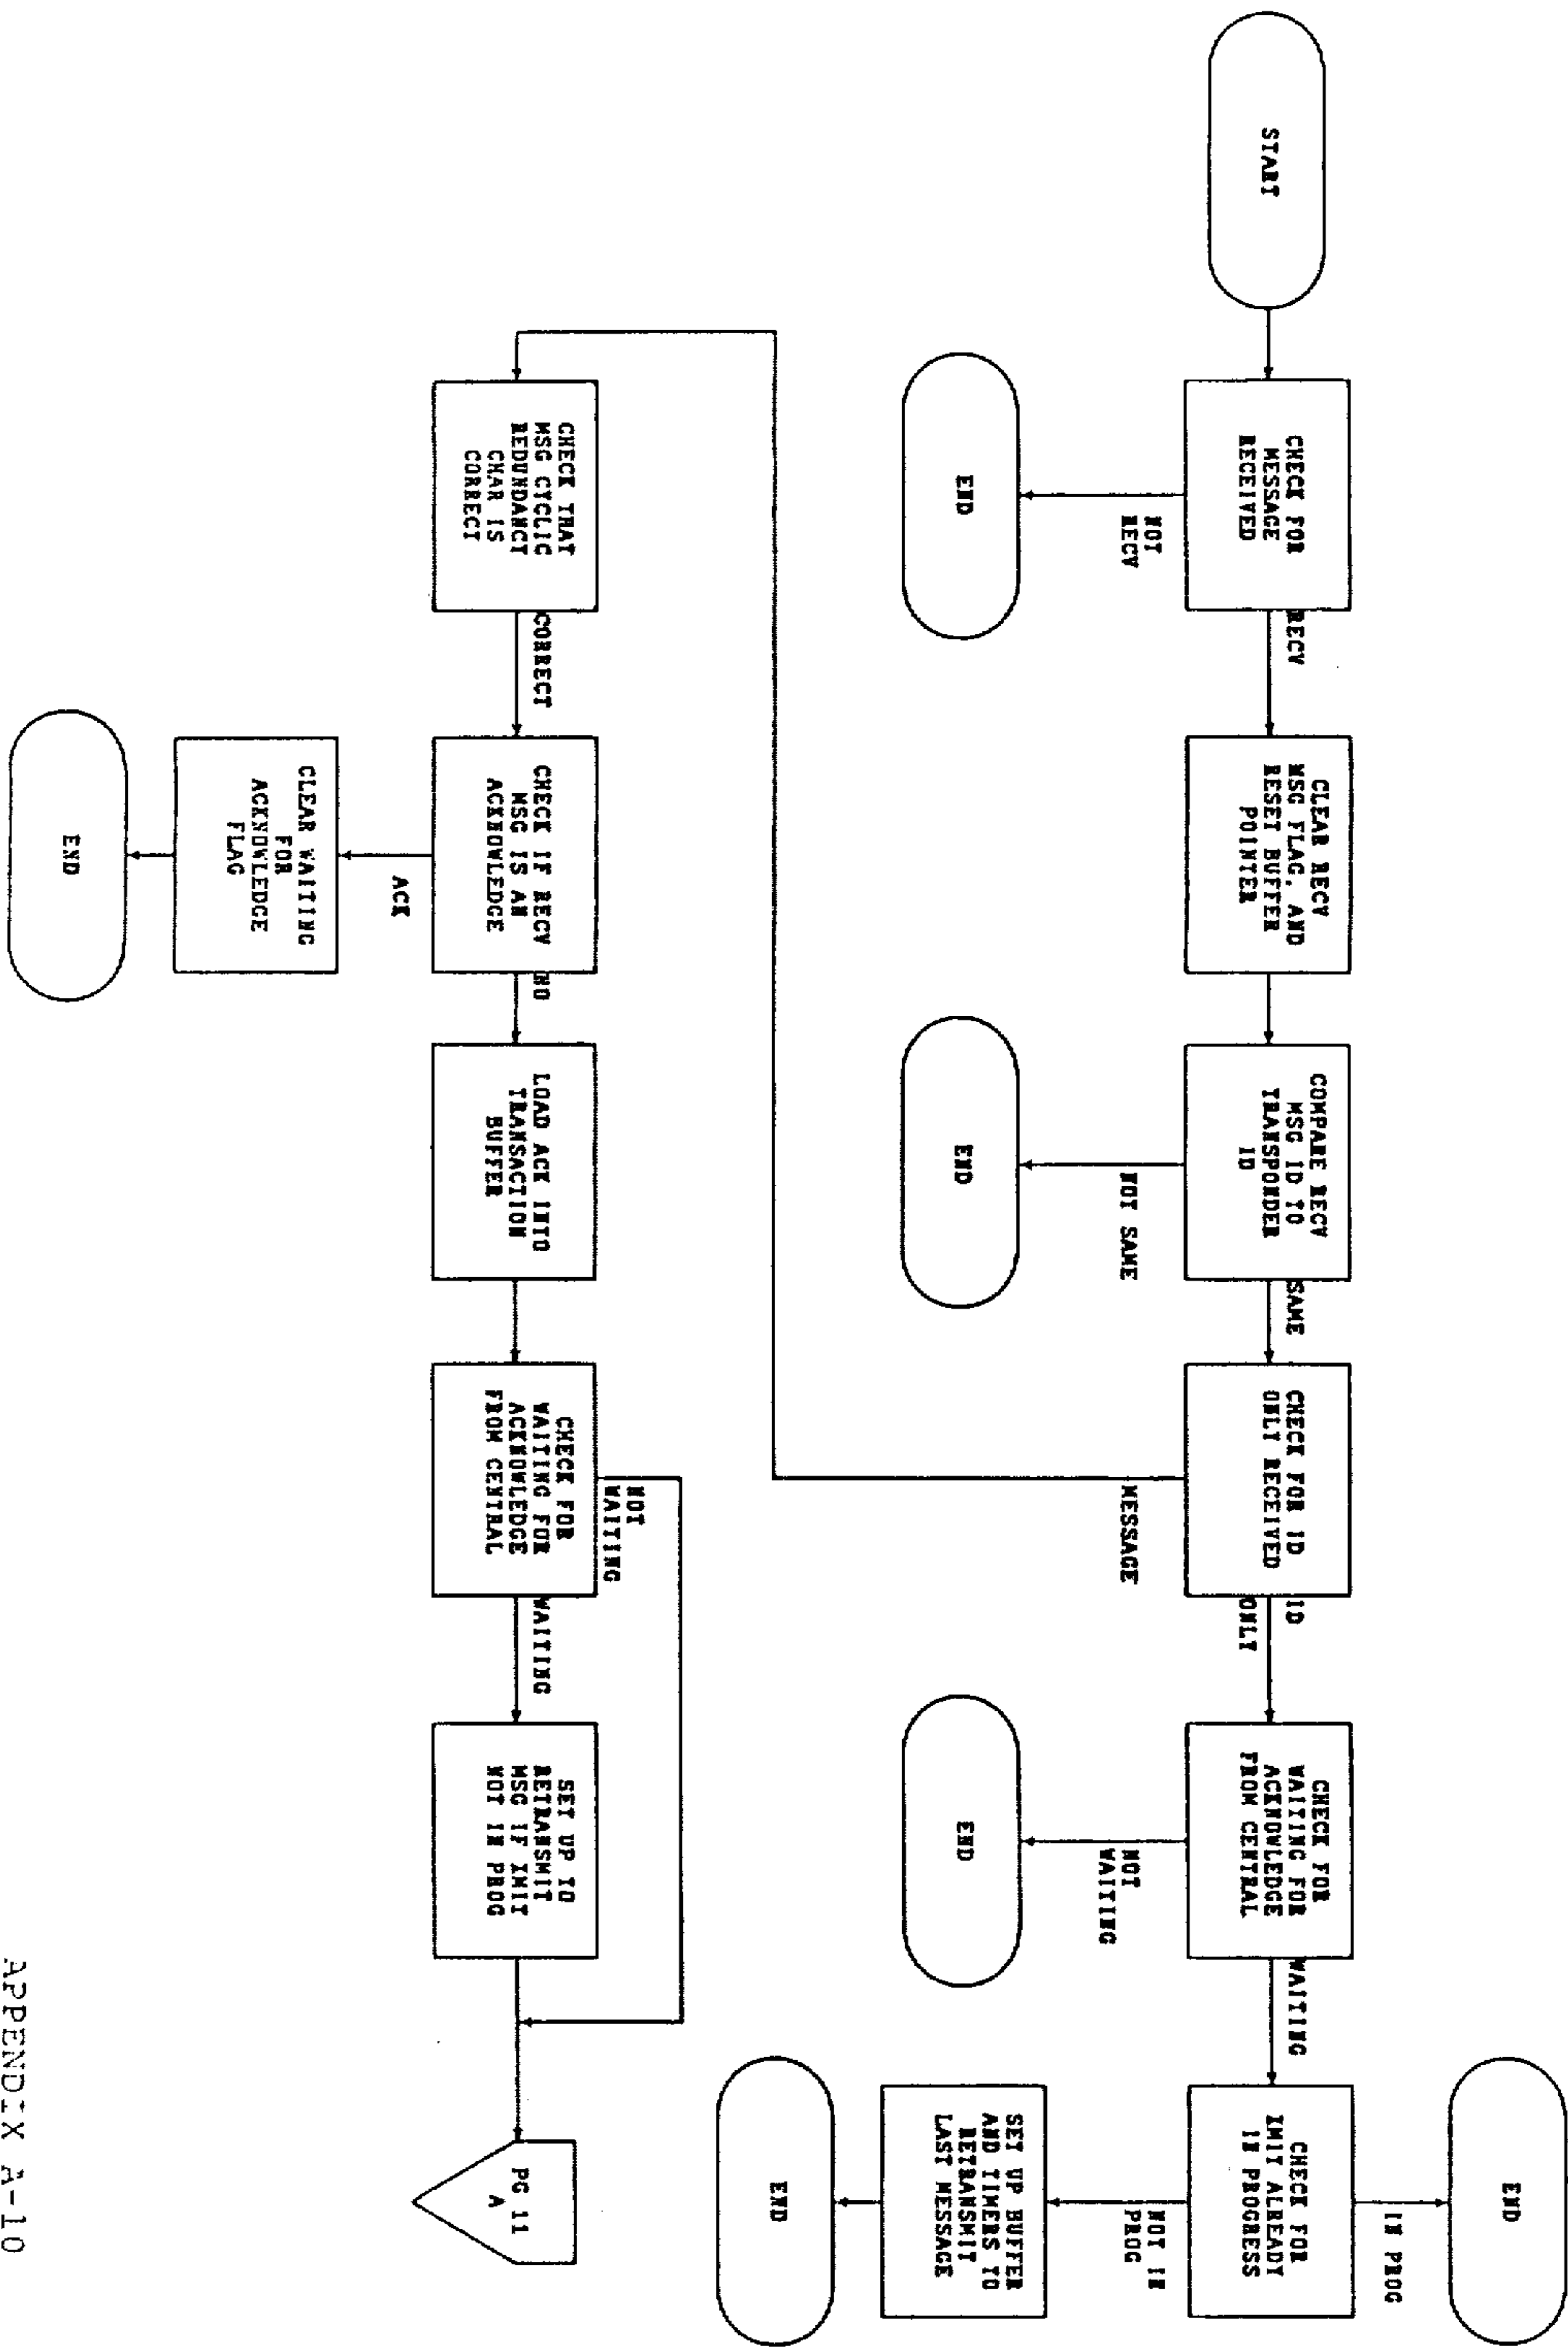 START
CHECK FOR
MESSAGE
RECEIVED
RECV
NOT
RECV
END
CLEAR RECV
MSG FLAG, AND
RESET BUFFER
POINTER
COMPARE RECV
MSG ID TO
TRANSPONDER
ID
SAME
NOT SAME
END
CHECK FOR ID
ONLY RECEIVED
ID
ONLY
MESSAGE
CHECK FOR
WAITING FOR
ACKNOWLEDGE
FROM CENTRAL
WAITING
NOT
WAITING
END
CHECK FOR
XMIT ALREADY
IN PROGRESS
IN PROG
END
NOT IN
PROG
SET UP BUFFER
AND TIMERS TO
RETRANSMIT
LAST MESSAGE
END
CHECK THAT
MSG CYCLIC
REDUNDANCY
CHAR IS
CORRECT
CORRECT
CHECK IF RECV
MSG IS AN
ACKNOWLEDGE
NO
ACK
CLEAR WAITING
FOR
ACKNOWLEDGE
FLAG
END
LOAD ACK INTO
TRANSACTION
BUFFER
CHECK FOR
WAITING FOR
ACKNOWLEDGE
FROM CENTRAL
NOT
WAITING
WAITING
SET UP TO
RETRANSMIT
MSG IF XMIT
NOT IN PROG
PG 11
A
APPENDIX A-10